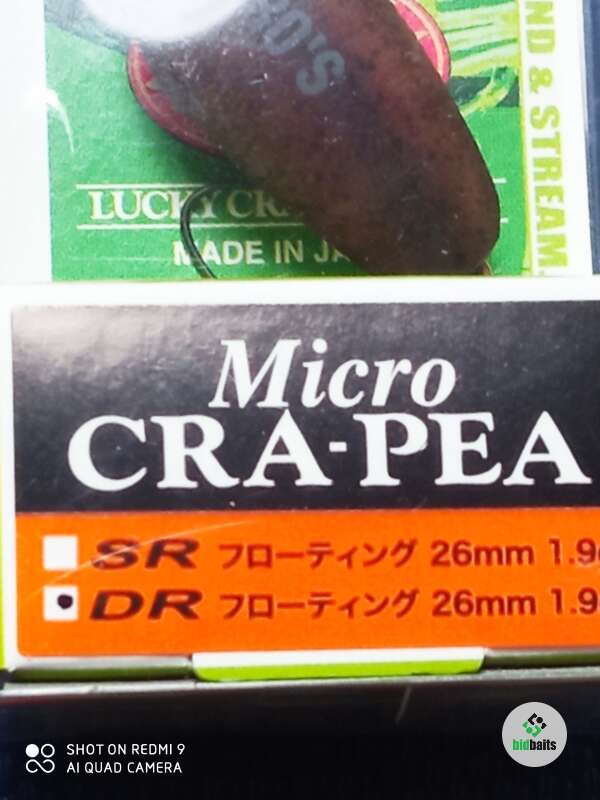 O'S
ND & STREAM
LUCKY CR
MADE IN JA
Micro
CRA-PEA
SR フローティング 26mm 1.9
DR フローティング 26mm 1.9
SHOT ON REDMI 9
AI QUAD CAMERA
bidbaits